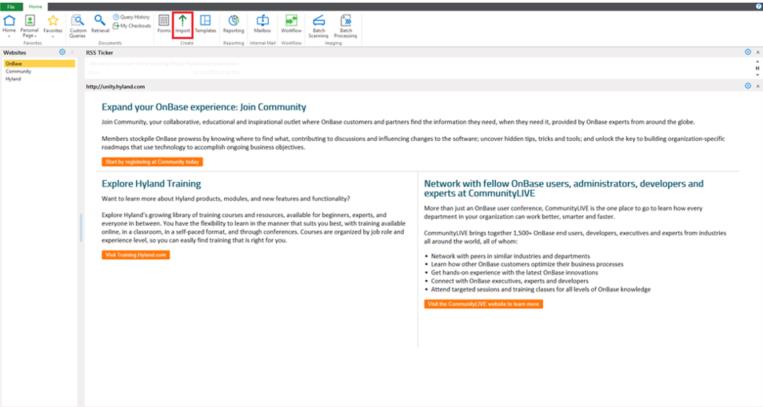 File Home
Home
Personal Page
Favorites
Custom Queries
Retrieval
Query History
My Checkouts
Forms
Import
Templates
Reporting
Mailbox
Workflow
Batch Scanning
Batch Processing
Favorites Documents Create Reporting Internal Mail Workflow Imaging
Websites
OnBase
Community
Hyland
RSS Ticker
http://unity.hyland.com
Expand your OnBase experience: Join Community
Join Community, your collaborative, educational and inspirational outlet where OnBase customers and partners find the information they need, when they need it, provided by OnBase experts from around the globe.
Members stockpile OnBase prowess by knowing where to find what, contributing to discussions and influencing changes to the software; uncover hidden tips, tricks and tools; and unlock the key to building organization-specific
roadmaps that use technology to accomplish ongoing business objectives.
Start by registering at Community today
Explore Hyland Training
Want to learn more about Hyland products, modules, and new features and functionality?
Explore Hyland's growing library of training courses and resources, available for beginners, experts, and
everyone in between. You have the flexibility to learn in the manner that suits you best, with training available
online, in a classroom, in a self-paced format, and through conferences. Courses are organized by job role and
experience level, so you can easily find training that is right for you.
Visit Training.Hyland.com
Network with fellow OnBase users, administrators, developers and
experts at CommunityLIVE
More than just an OnBase user conference, CommunityLIVE is the one place to go to learn how every
department in your organization can work better, smarter and faster.
CommunityLIVE brings together 1,500+ OnBase end users, developers, executives and experts from industries
all around the world, all of whom:
• Network with peers in similar industries and departments
• Learn how other OnBase customers optimize their business processes
• Get hands-on experience with the latest OnBase innovations
• Connect with OnBase executives, experts and developers
• Attend targeted sessions and training classes for all levels of OnBase knowledge
Visit the CommunityLIVE website to learn more